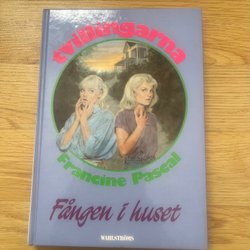 tvillingarna
Francine Pascal
Fången i huset
WAHLSTRÖMS